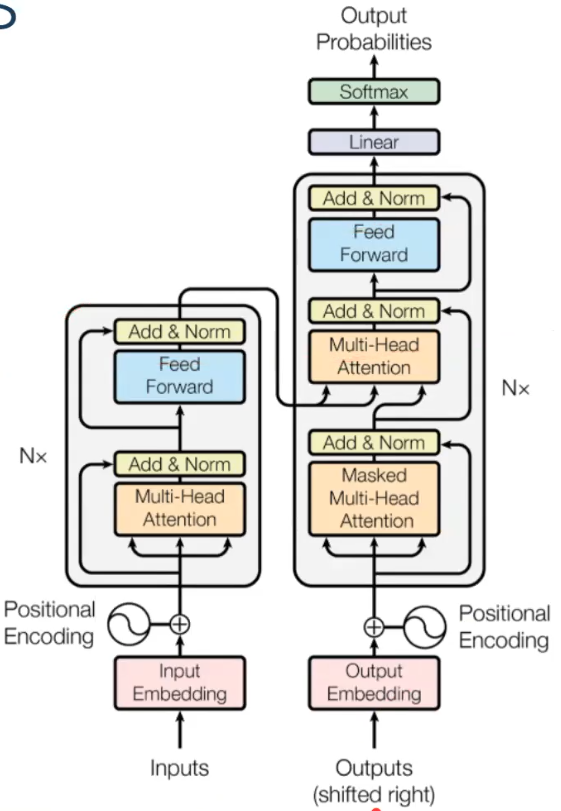 Output
Probabilities
Softmax
Linear
Add & Norm
Feed
Forward
Add & Norm
Multi-Head
Attention
Nx
Add & Norm
Masked
Multi-Head
Attention
Add & Norm
Feed
Forward
Nx
Add & Norm
Multi-Head
Attention
Positional
Encoding
Positional
Encoding
Input
Embedding
Output
Embedding
Inputs
Outputs
(shifted right)